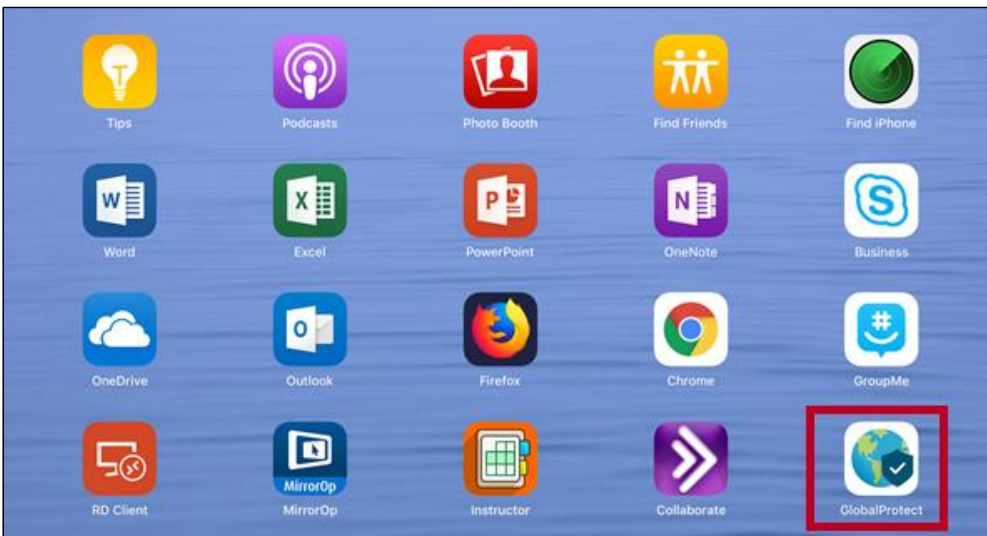 Tips Podcasts Photo Booth Find Friends Find iPhone
W X P N S
Word Excel PowerPoint OneNote Business
O #
OneDrive Outlook Firefox Chrome GroupMe
MirrorOp
RD Client MirrorOp Instructor Collaborate GlobalProtect